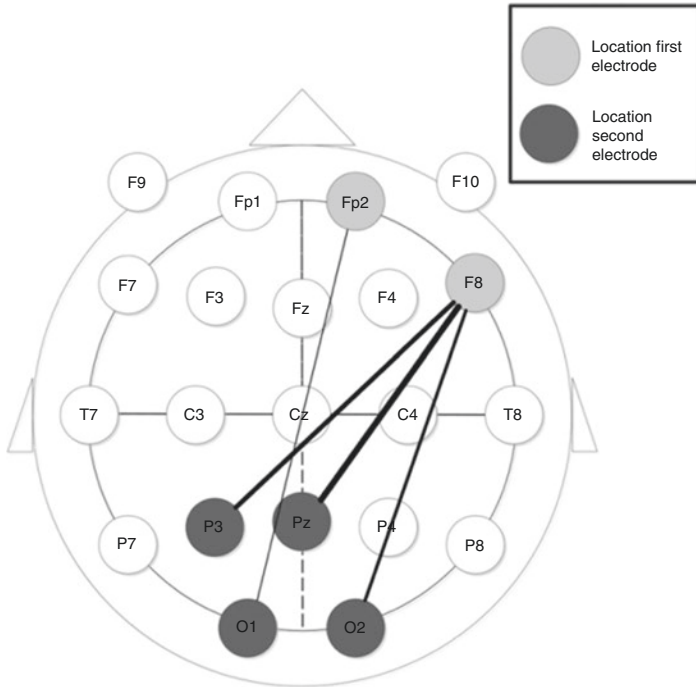 Location first
electrode
Location
second
electrode
F9
F10
Fp1
Fp2
F7
F3
Fz
F4
F8
T7
C3
Cz
C4
T8
P7
P3
Pz
P4
P8
O1
O2